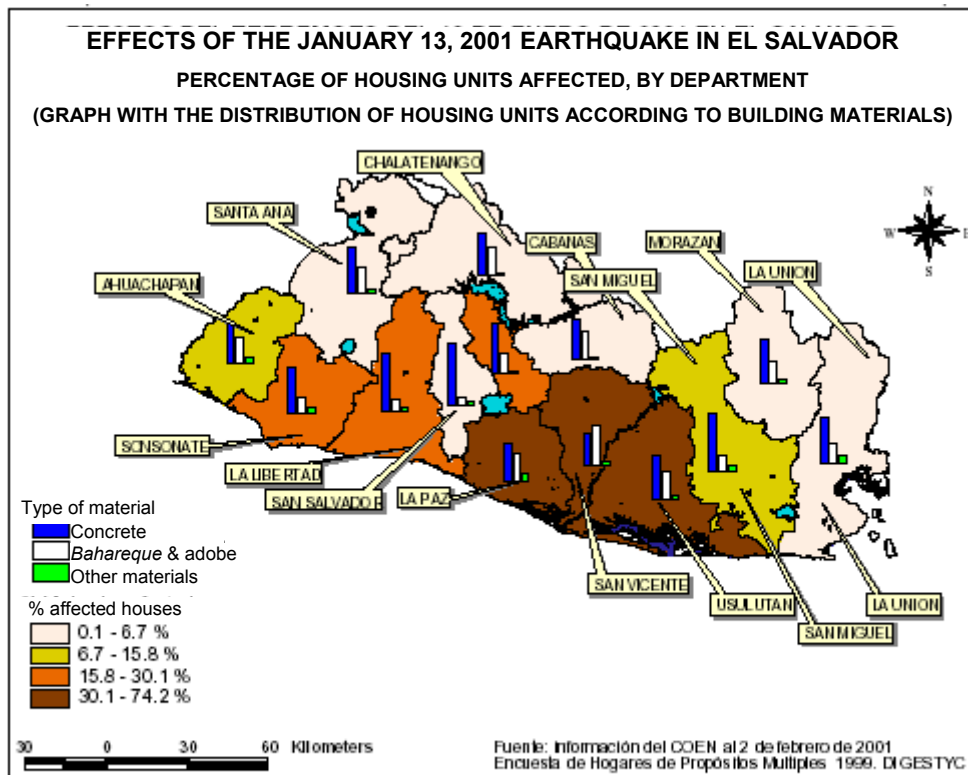 EFFECTS OF THE JANUARY 13, 2001 EARTHQUAKE IN EL SALVADOR
PERCENTAGE OF HOUSING UNITS AFFECTED, BY DEPARTMENT
(GRAPH WITH THE DISTRIBUTION OF HOUSING UNITS ACCORDING TO BUILDING MATERIALS)
CHALATENANGO
SANTA ANA
CABANAS
MORAZAN
SAN MIGUEL
LA UNION
AHUACHAPAN
N
W
E
S
SONSONATE
LA LIBERTAD
SAN SALVADOR
LA PAZ
SAN VICENTE
USULUTAN
LA UNION
SAN MIGUEL
Type of material
Concrete
Bahareque & adobe
Other materials
% affected houses
0.1 - 6.7 %
6.7 - 15.8 %
15.8 - 30.1 %
30.1 - 74.2 %
30 0 30 60 Kilometers
Fuente: Información del COEN al 2 de febrero de 2001
Encuesta de Hogares de Propósitos Multiples 1999. DIGESTYC